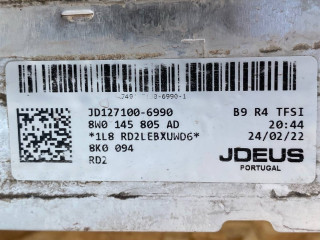 JD127100-6990 B9 R4 TFSI
8W0 145 805 AD 20:44
*1L8 RD2LEBXUWD6* 24/02/22
8K0 094
RD2 JDEUS
PORTUGAL